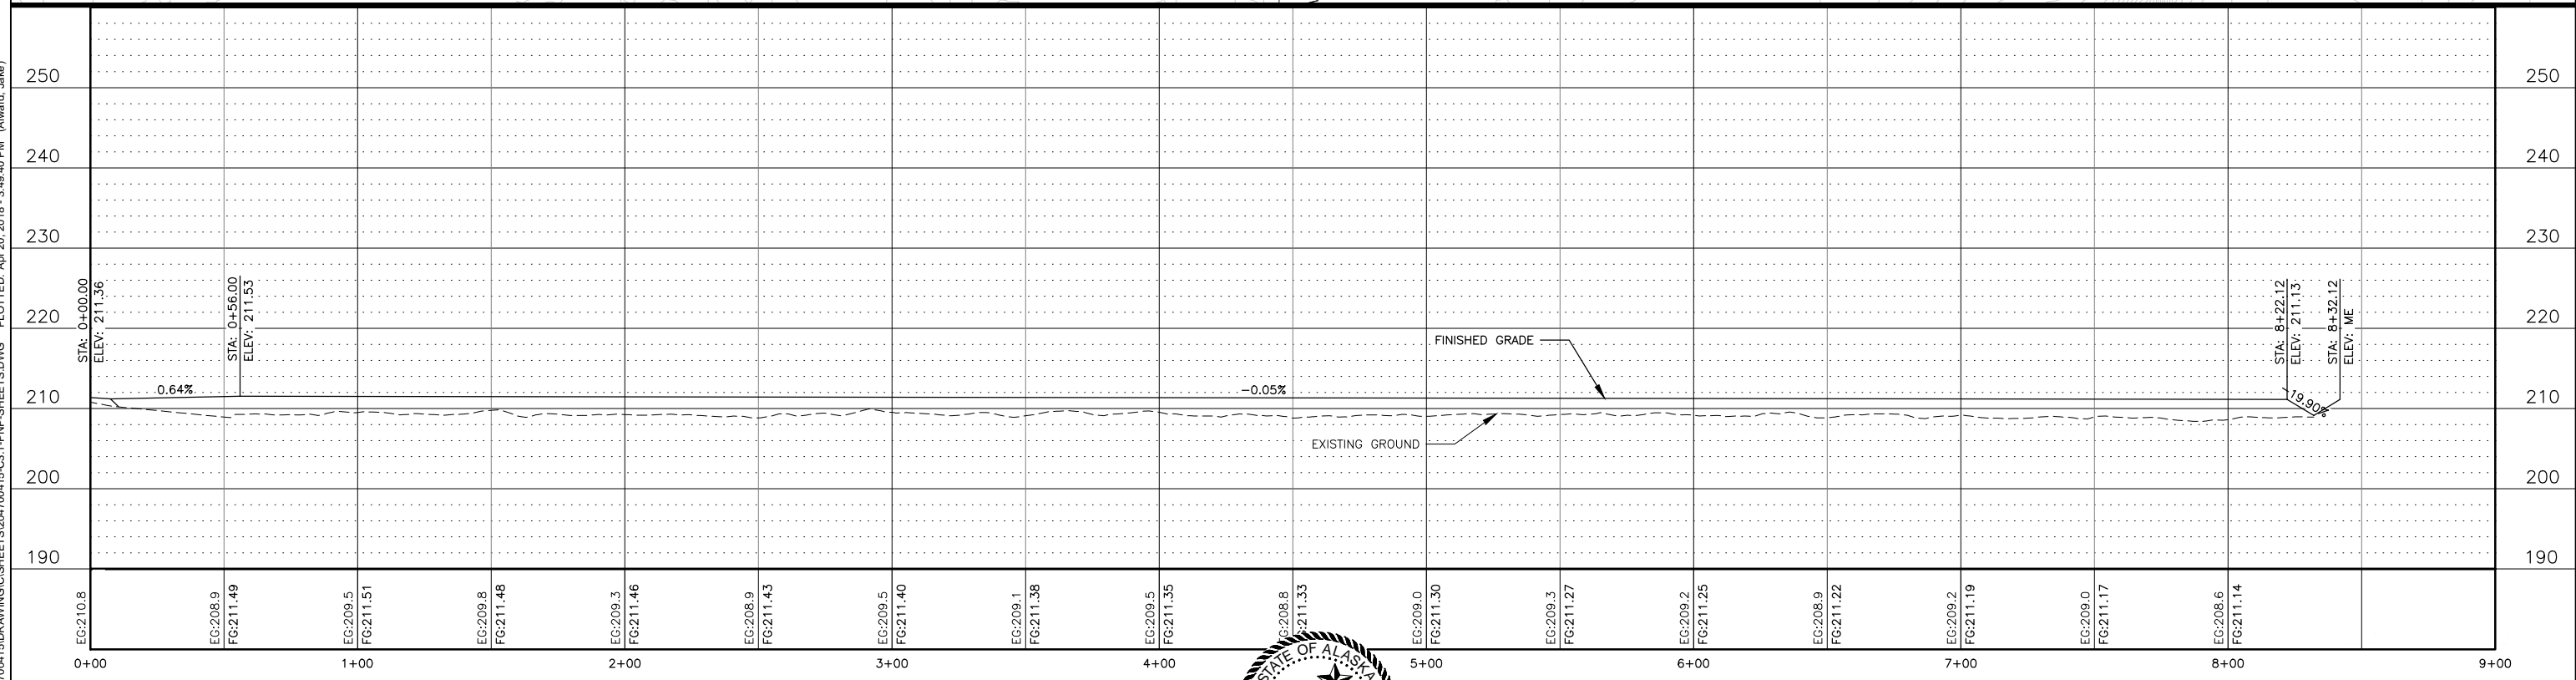 250
250
240
240
230
230
220
220
210
210
200
200
190
190
STA: 0+00.00
ELEV: 211.36
STA: 0+56.00
ELEV: 211.53
STA: 8+22.12
ELEV: 211.13
STA: 8+32.12
ELEV: ME
0.64%
-0.05%
-19.90%
FINISHED GRADE
EXISTING GROUND
EG:210.8
EG:208.9
FG:211.49
EG:209.5
FG:211.51
EG:209.8
FG:211.48
EG:209.3
FG:211.46
EG:208.9
FG:211.43
EG:209.5
FG:211.40
EG:209.1
FG:211.38
EG:209.5
FG:211.35
EG:208.8
FG:211.33
EG:209.0
FG:211.30
EG:209.3
FG:211.27
EG:209.2
FG:211.25
EG:208.9
FG:211.22
EG:209.2
FG:211.19
EG:209.0
FG:211.17
EG:208.6
FG:211.14
0+00
1+00
2+00
3+00
4+00
5+00
6+00
7+00
8+00
9+00
STATE OF ALASKA